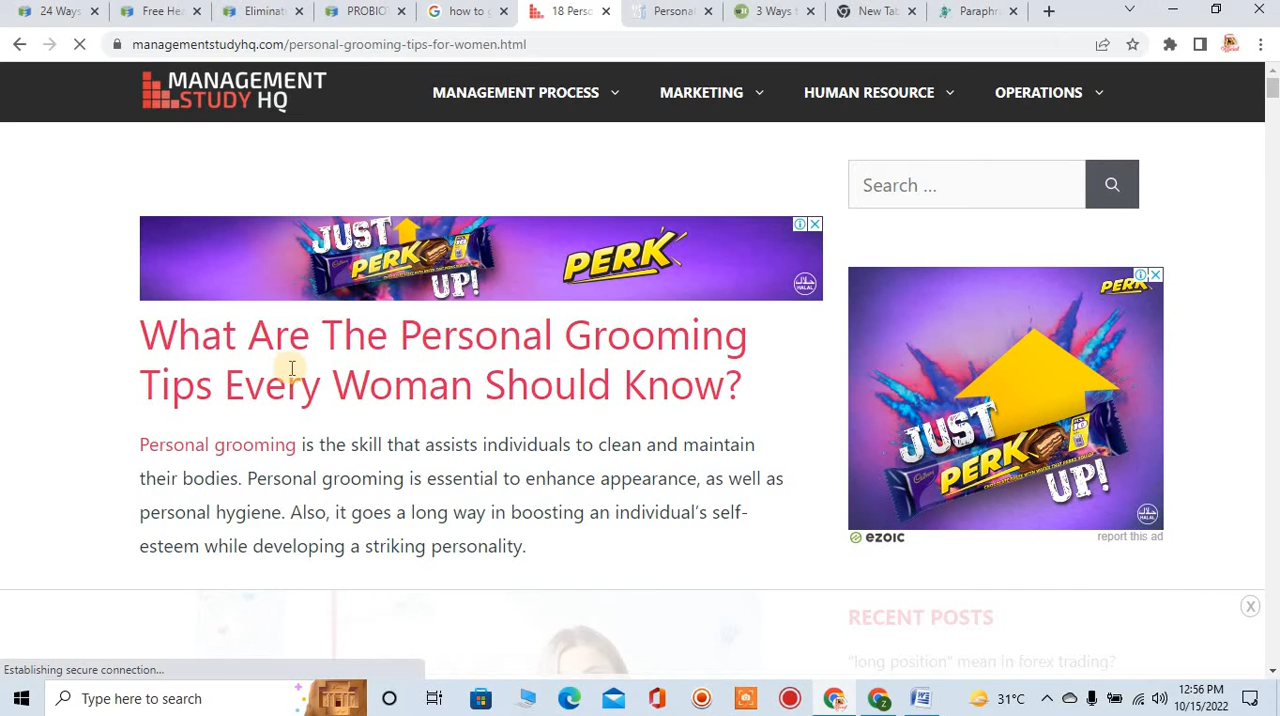 24 Ways
Free Hea
Eliminat
PROBIO
how to g
18 Perso
Personal
3 Ways t
New Tab
Paraphr
managementstudyhq.com/personal-grooming-tips-for-women.html
MANAGEMENT
STUDY HQ
MANAGEMENT PROCESS
MARKETING
HUMAN RESOURCE
OPERATIONS
Search ...
JUST
PERK
UP!
PERK
HALAL
PERK
JUST
Cadbury
PERK
UP!
HALAL
ezoic
report this ad
What Are The Personal Grooming
Tips Every Woman Should Know?
Personal grooming is the skill that assists individuals to clean and maintain
their bodies. Personal grooming is essential to enhance appearance, as well as
personal hygiene. Also, it goes a long way in boosting an individual's self-
esteem while developing a striking personality.
X
RECENT POSTS
"long position" mean in forex trading?
Establishing secure connection...
Type here to search
31°C
12:56 PM
10/15/2022